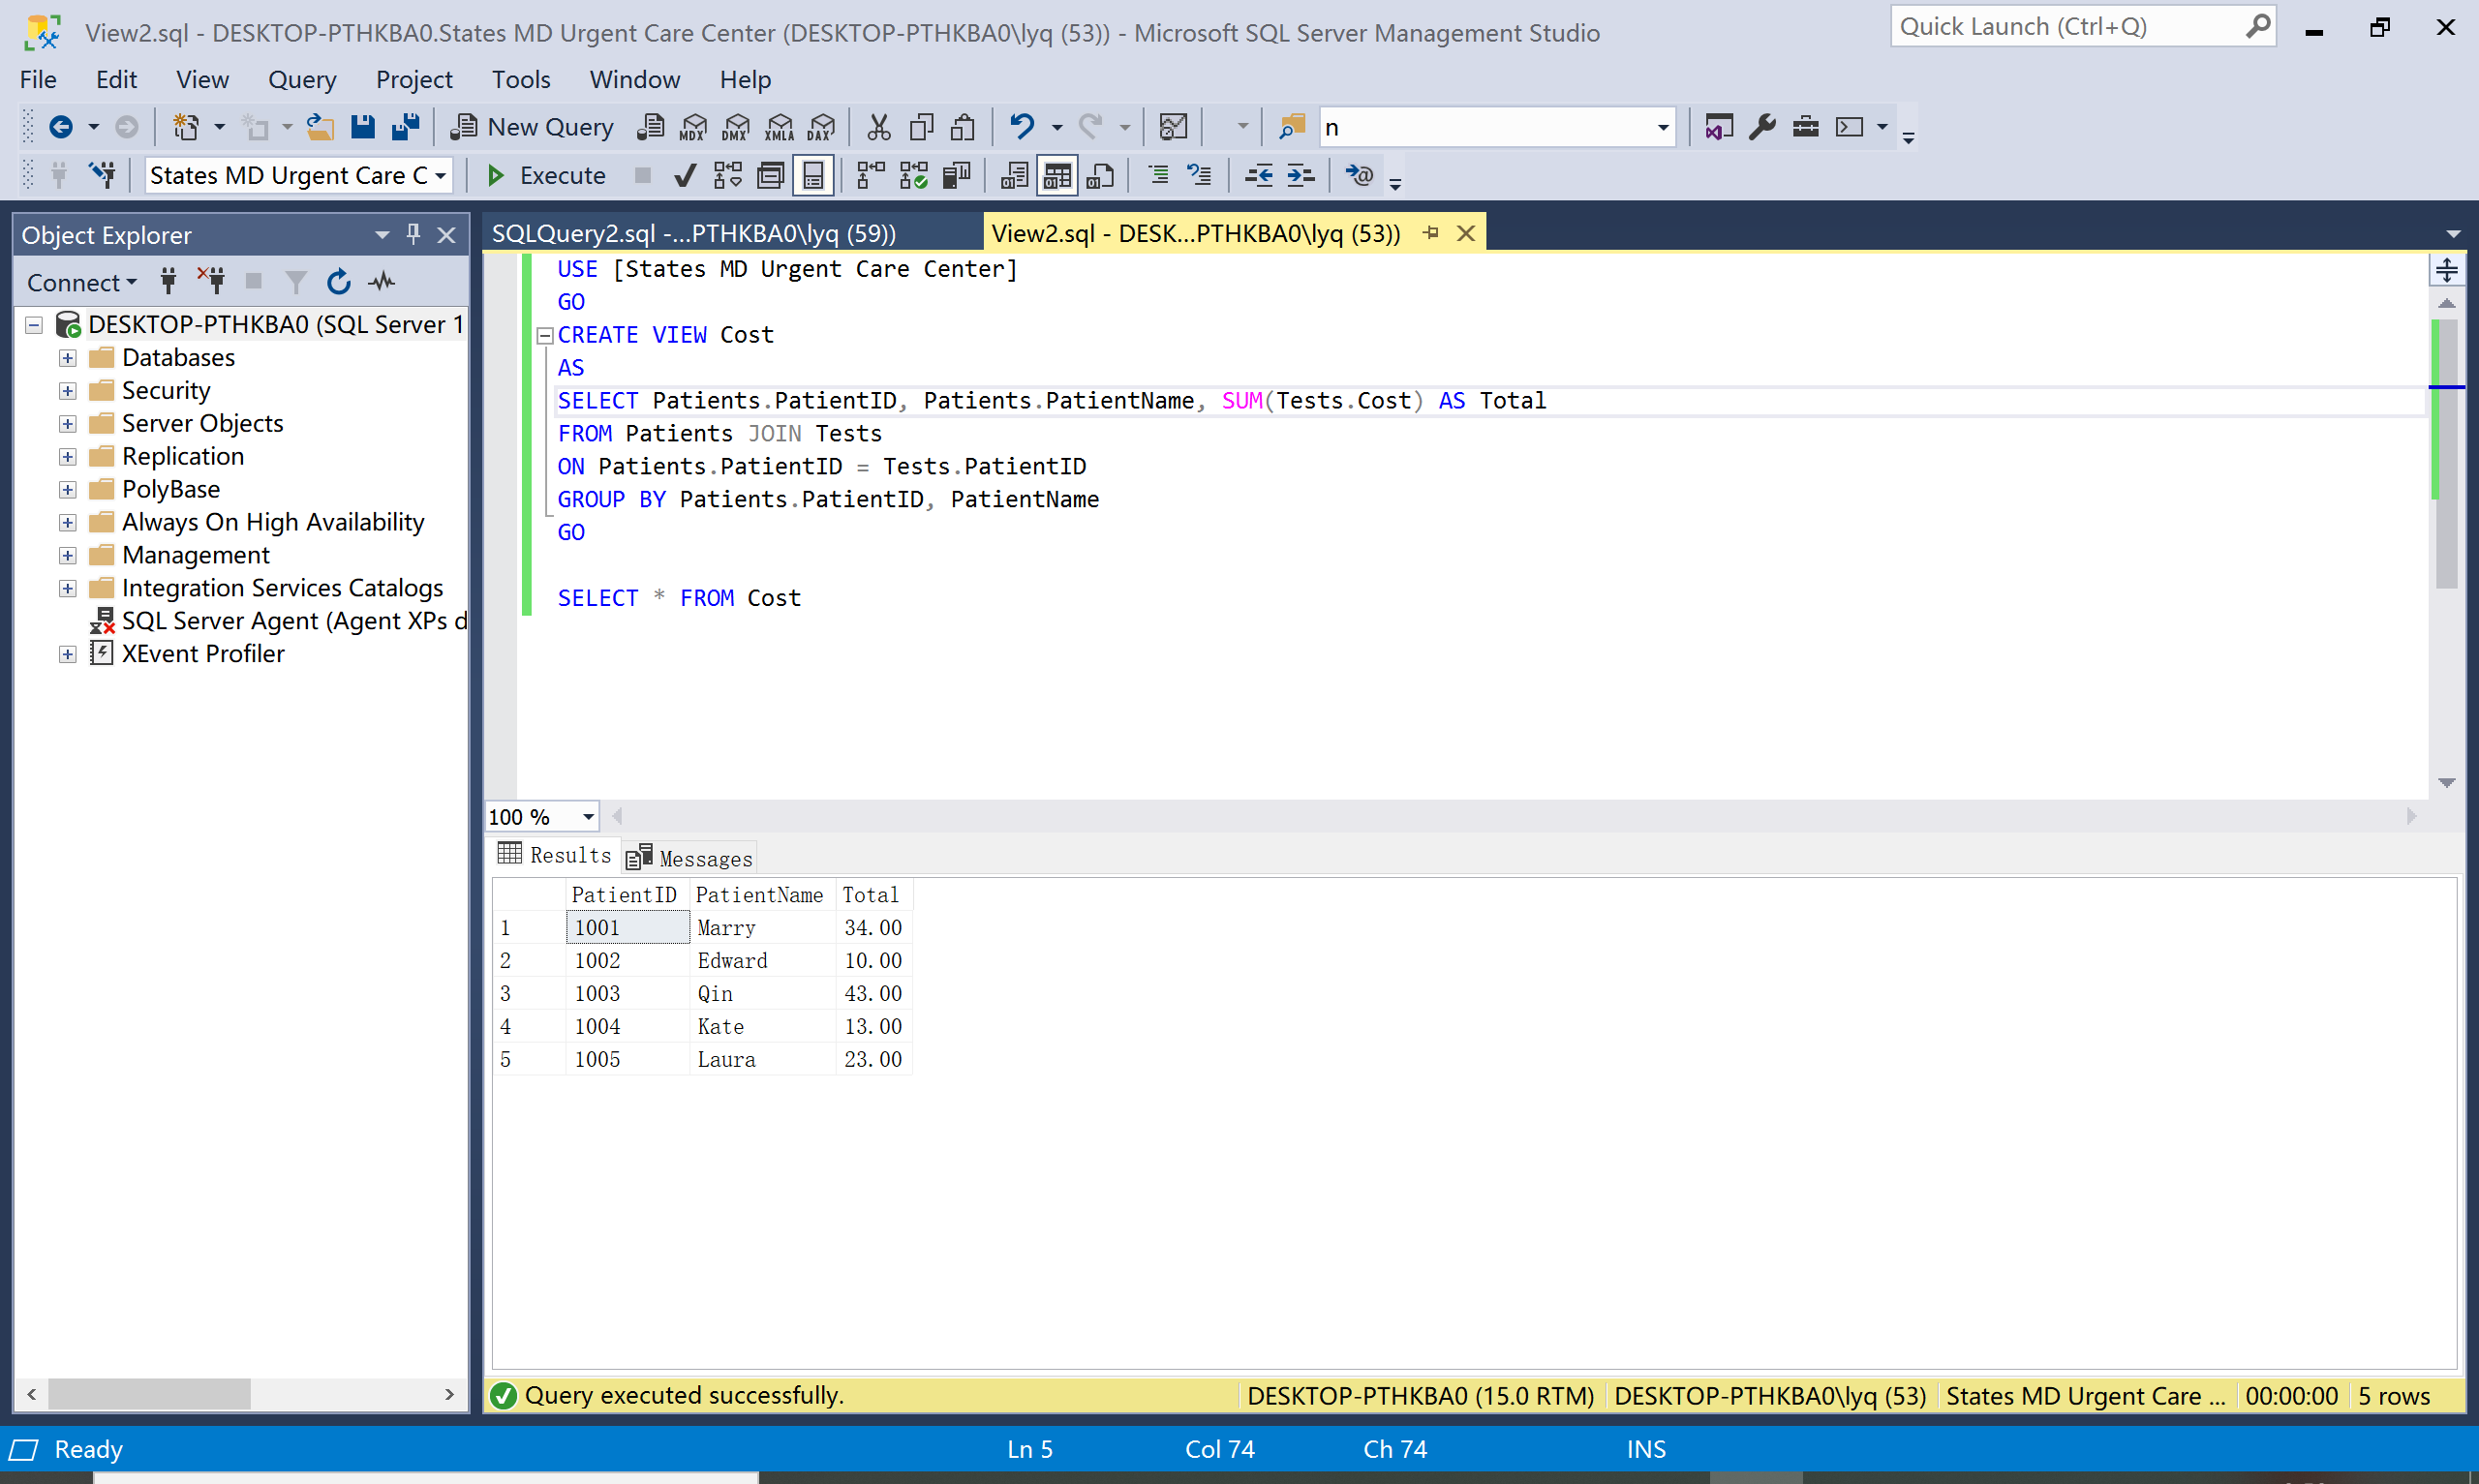 View2.sql - DESKTOP-PTHKBA0.States MD Urgent Care Center (DESKTOP-PTHKBA0\lyq (53)) - Microsoft SQL Server Management Studio
Quick Launch (Ctrl+Q)
File Edit View Query Project Tools Window Help
New Query MDX DMX XMLA DAX n
States MD Urgent Care C Execute
Object Explorer
SQLQuery2.sql -...PTHKBA0\lyq (59))
View2.sql - DESK...PTHKBA0\lyq (53))
Connect
DESKTOP-PTHKBA0 (SQL Server 1
Databases
Security
Server Objects
Replication
PolyBase
Always On High Availability
Management
Integration Services Catalogs
SQL Server Agent (Agent XPs d
XEvent Profiler
USE [States MD Urgent Care Center]
GO
CREATE VIEW Cost
AS
SELECT Patients.PatientID, Patients.PatientName, SUM(Tests.Cost) AS Total
FROM Patients JOIN Tests
ON Patients.PatientID = Tests.PatientID
GROUP BY Patients.PatientID, PatientName
GO
SELECT * FROM Cost
100 %
Results Messages
PatientID PatientName Total
1 1001 Marry 34.00
2 1002 Edward 10.00
3 1003 Qin 43.00
4 1004 Kate 13.00
5 1005 Laura 23.00
Query executed successfully. DESKTOP-PTHKBA0 (15.0 RTM) DESKTOP-PTHKBA0\lyq (53) States MD Urgent Care ... 00:00:00 5 rows
Ready Ln 5 Col 74 Ch 74 INS